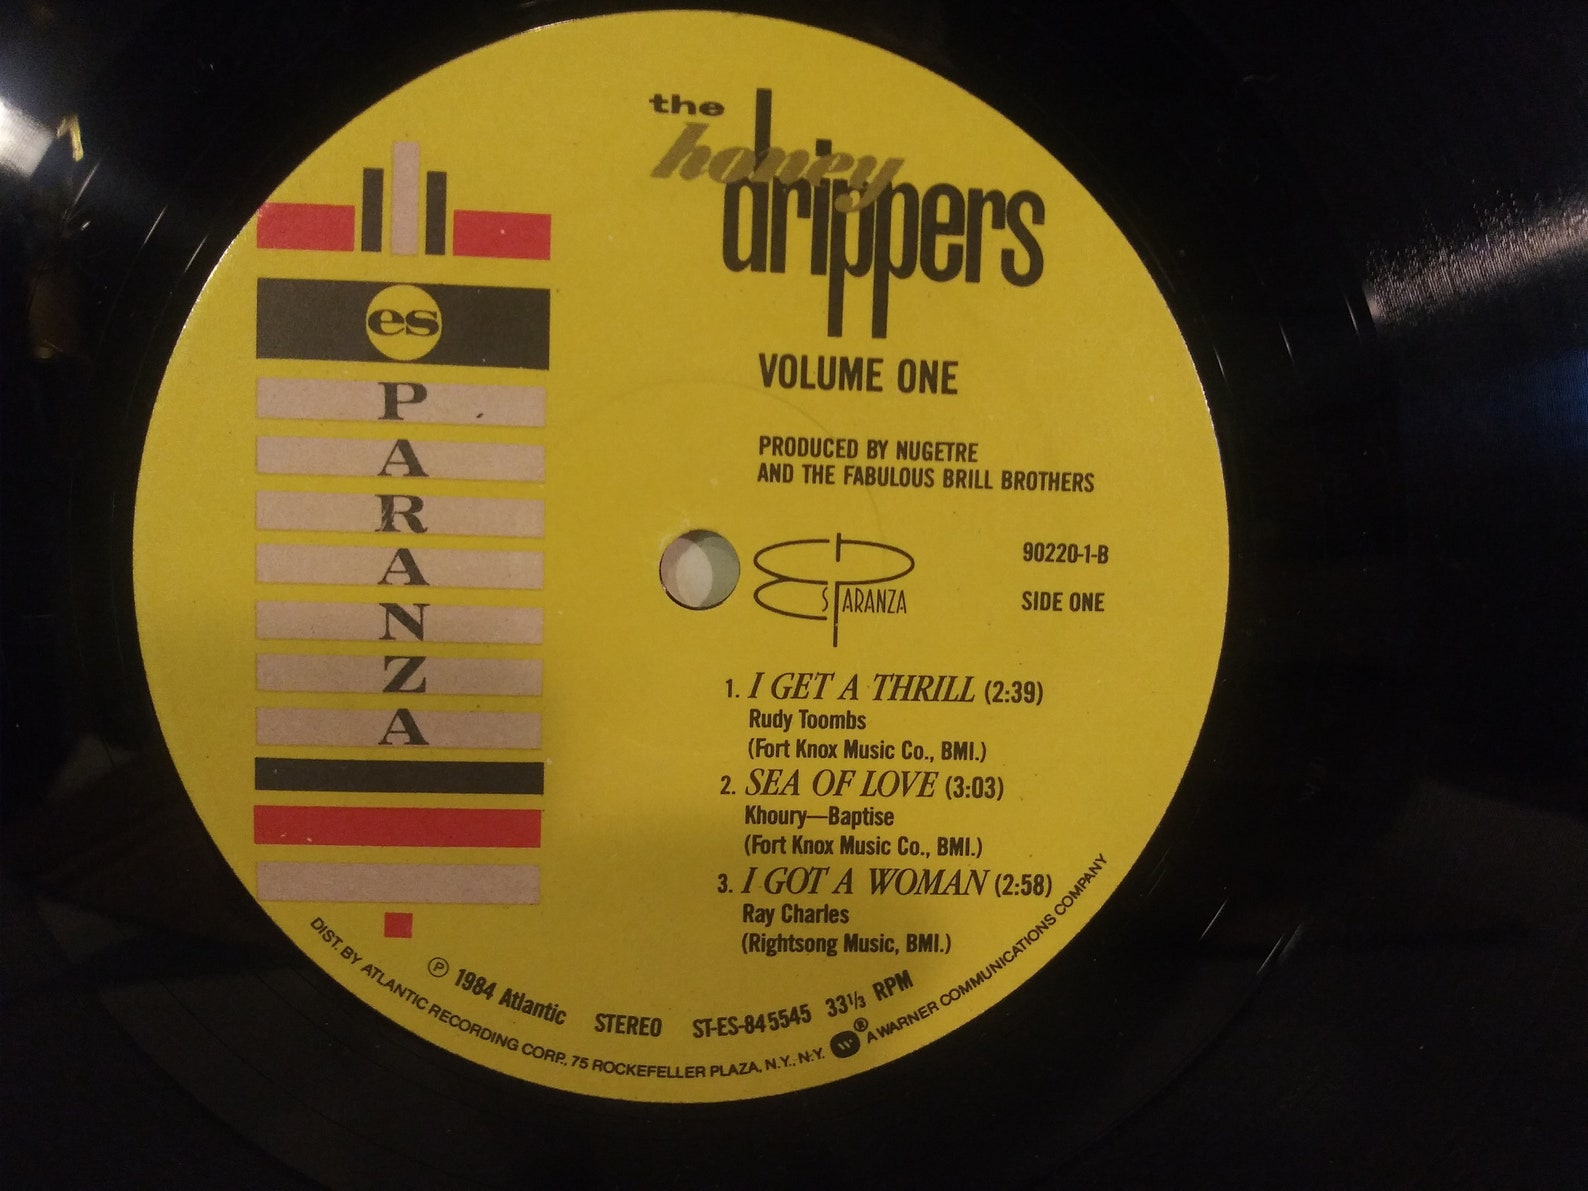 the
honey
drippers
VOLUME ONE
PRODUCED BY NUGETRE
AND THE FABULOUS BRILL BROTHERS
es
P
A
R
A
N
Z
A
ES PARANZA
90220-1-B
SIDE ONE
1. I GET A THRILL (2:39)
Rudy Toombs
(Fort Knox Music Co., BMI.)
2. SEA OF LOVE (3:03)
Khoury—Baptise
(Fort Knox Music Co., BMI.)
3. I GOT A WOMAN (2:58)
Ray Charles
(Rightsong Music, BMI.)
℗ 1984 Atlantic STEREO ST-ES-845545 33⅓ RPM
DIST. BY ATLANTIC RECORDING CORP., 75 ROCKEFELLER PLAZA, N.Y., N.Y. W® A WARNER COMMUNICATIONS COMPANY